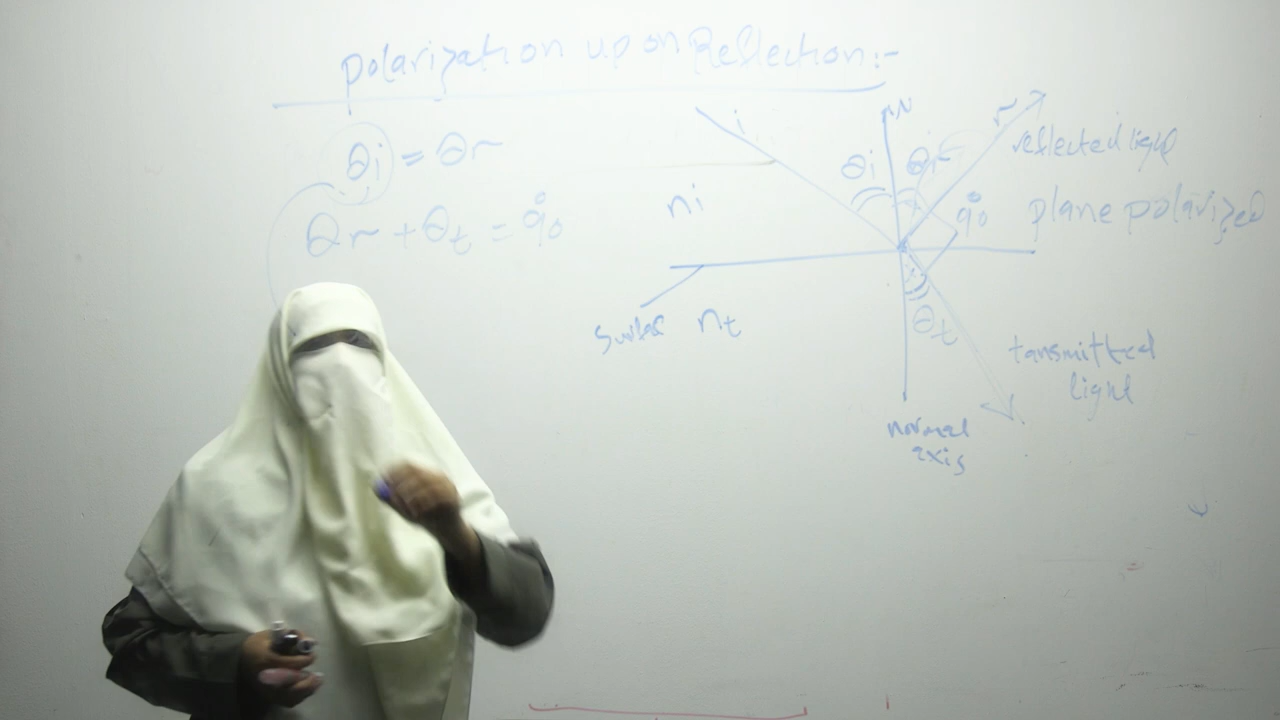 polarization upon Reflection:-
θi = θr
θr + θt = 90°
i
N
r
θi
θr
reflected light
ni
90°
plane polarized
surface
nt
θt
tansmitted
light
normal
axis